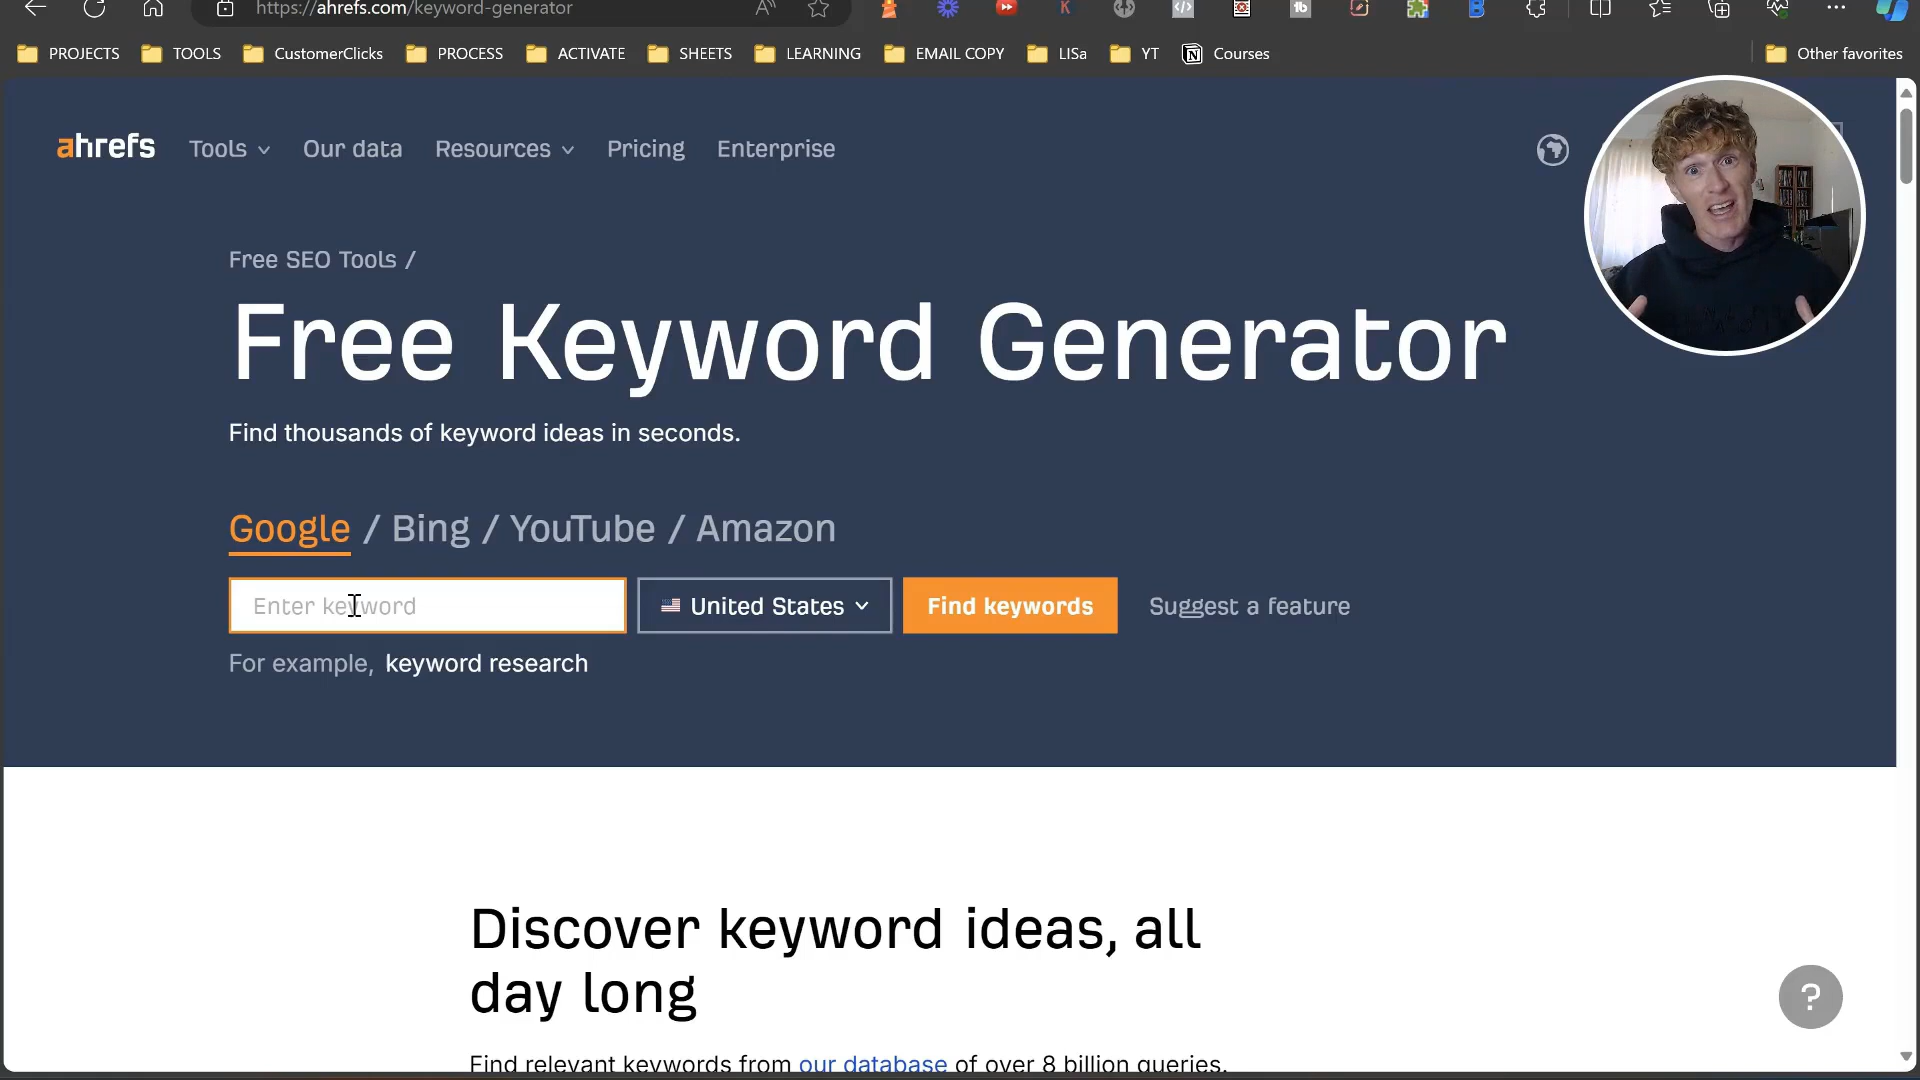 https://ahrefs.com/keyword-generator
PROJECTS TOOLS CustomerClicks PROCESS ACTIVATE SHEETS LEARNING EMAIL COPY LISa YT Courses Other favorites
ahrefs Tools Our data Resources Pricing Enterprise
Free SEO Tools /
Free Keyword Generator
Find thousands of keyword ideas in seconds.
Google / Bing / YouTube / Amazon
Enter keyword United States Find keywords Suggest a feature
For example, keyword research
Discover keyword ideas, all
day long
?
Find relevant keywords from our database of over 8 billion queries.